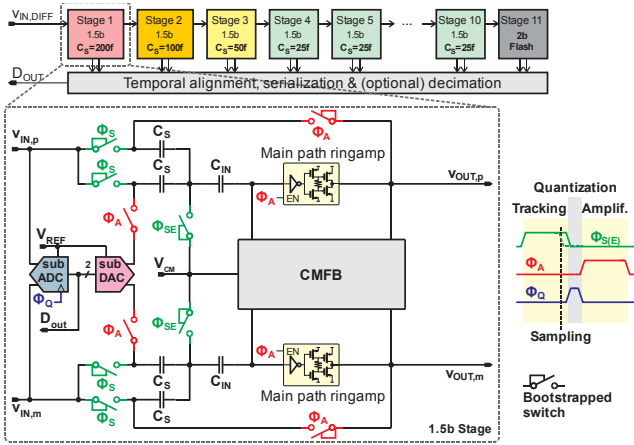 VIN,DIFF
Stage 1
1.5b
CS=200f
Stage 2
1.5b
CS=100f
Stage 3
1.5b
CS=50f
Stage 4
1.5b
CS=25f
Stage 5
1.5b
CS=25f
...
Stage 10
1.5b
CS=25f
Stage 11
2b
Flash
DOUT
Temporal alignment, serialization & (optional) decimation
vIN,p
ΦS
ΦS
CS
CS
CIN
ΦA
Main path ringamp
EN
ΦA
vOUT,p
ΦA
ΦSE
VREF
sub
ADC
2
sub
DAC
VCM
CMFB
ΦQ
Dout
ΦA
ΦSE
ΦA
EN
CS
CIN
Main path ringamp
vOUT,m
ΦS
ΦS
CS
ΦA
vIN,m
1.5b Stage
Quantization
Tracking
Amplif.
ΦS(E)
ΦA
ΦQ
Sampling
Bootstrapped
switch